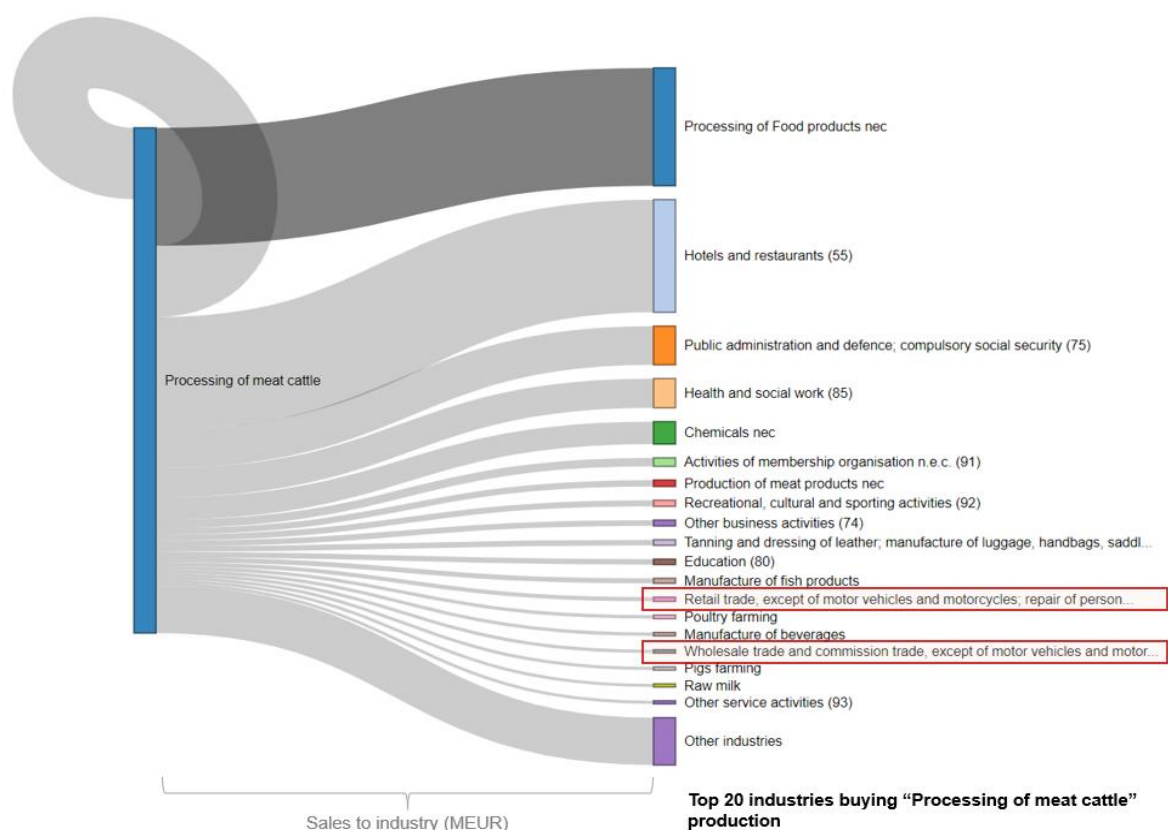 Processing of Food products nec
Hotels and restaurants (55)
Public administration and defence; compulsory social security (75)
Processing of meat cattle
Health and social work (85)
Chemicals nec
Activities of membership organisation n.e.c. (91)
Production of meat products nec
Recreational, cultural and sporting activities (92)
Other business activities (74)
Tanning and dressing of leather; manufacture of luggage, handbags, saddl...
Education (80)
Manufacture of fish products
Retail trade, except of motor vehicles and motorcycles; repair of person...
Poultry farming
Manufacture of beverages
Wholesale trade and commission trade, except of motor vehicles and motor...
Pigs farming
Raw milk
Other service activities (93)
Other industries
Sales to industry (MEUR)
Top 20 industries buying “Processing of meat cattle”
production